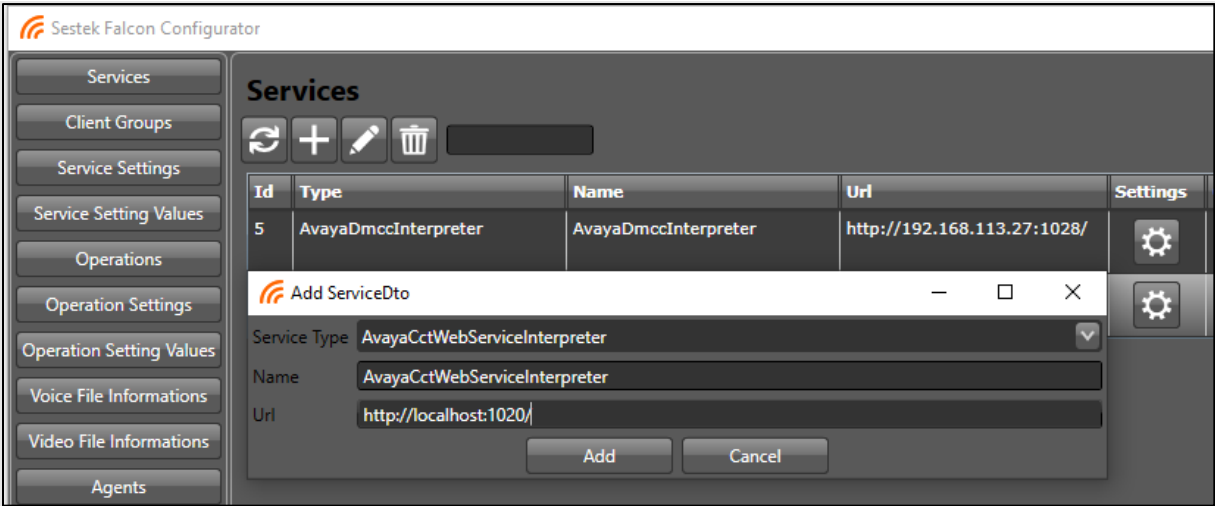 Sestek Falcon Configurator
Services
Client Groups
Service Settings
Service Setting Values
Operations
Operation Settings
Operation Setting Values
Voice File Informations
Video File Informations
Agents
Services
Id Type Name Url Settings
5 AvayaDmccInterpreter AvayaDmccInterpreter http://192.168.113.27:1028/
Add ServiceDto
Service Type AvayaCctWebServiceInterpreter
Name AvayaCctWebServiceInterpreter
Url http://localhost:1020/
Add Cancel